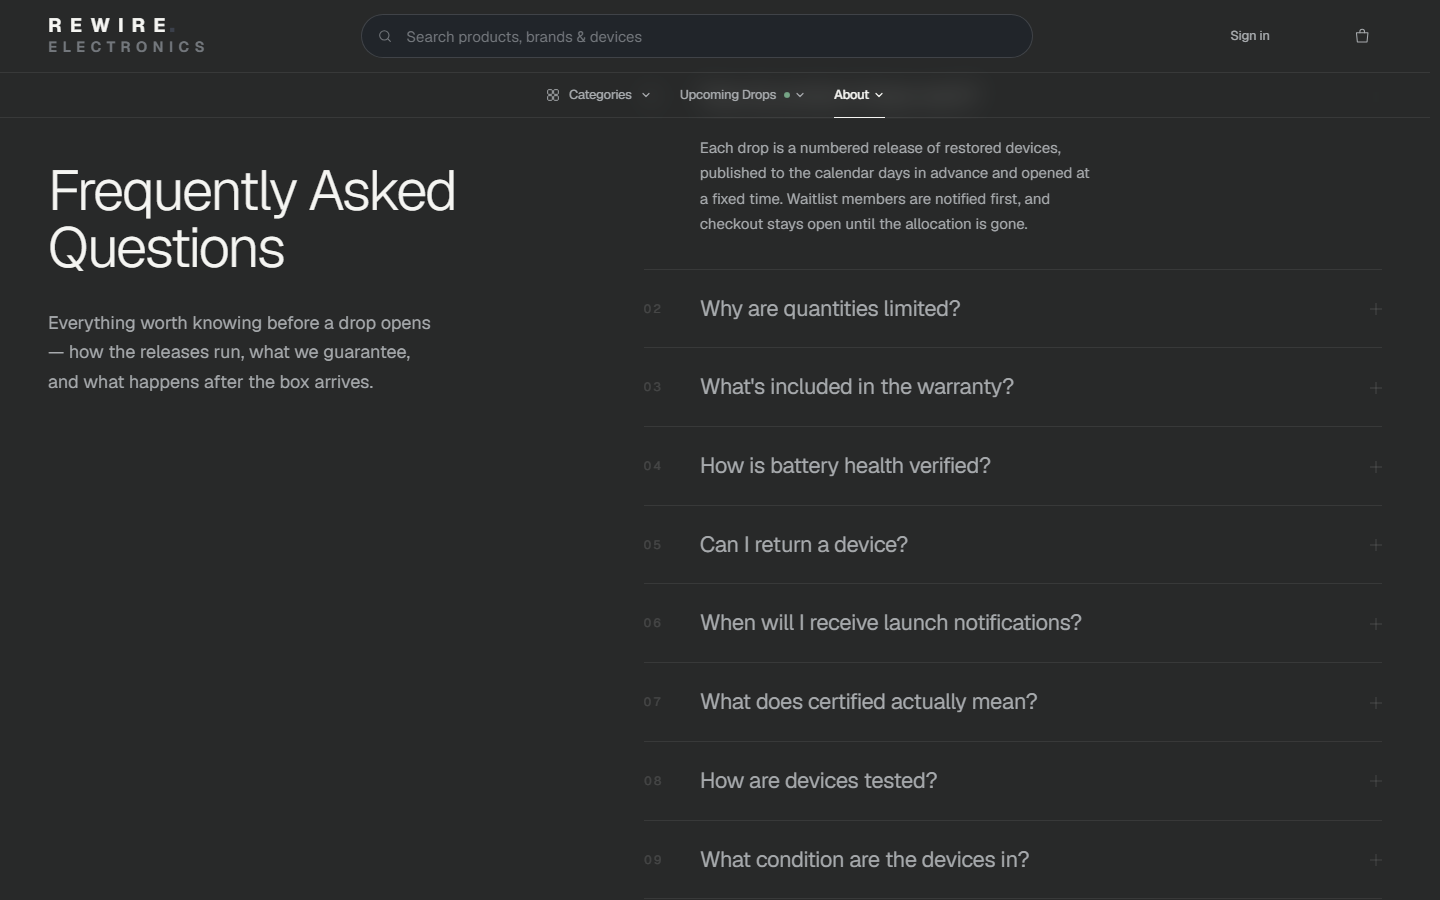 REWIRE.
ELECTRONICS
Search products, brands & devices
Sign in
Categories
Upcoming Drops
About
Frequently Asked
Questions
Everything worth knowing before a drop opens
— how the releases run, what we guarantee,
and what happens after the box arrives.
Each drop is a numbered release of restored devices,
published to the calendar days in advance and opened at
a fixed time. Waitlist members are notified first, and
checkout stays open until the allocation is gone.
02 Why are quantities limited?
03 What's included in the warranty?
04 How is battery health verified?
05 Can I return a device?
06 When will I receive launch notifications?
07 What does certified actually mean?
08 How are devices tested?
09 What condition are the devices in?